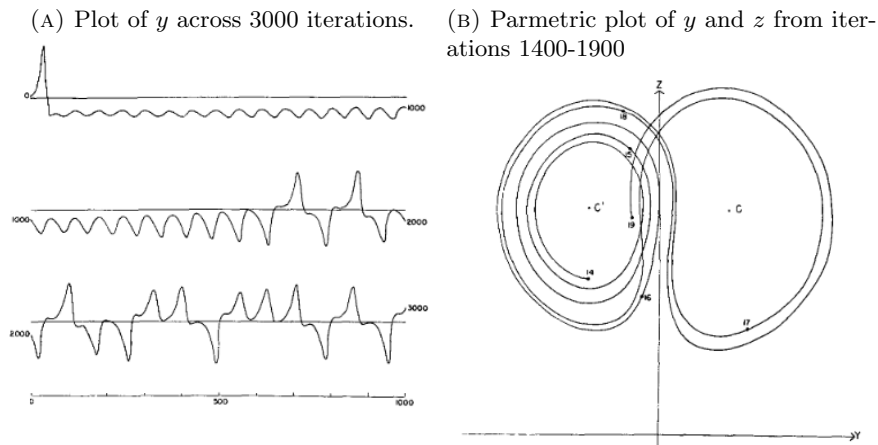 (A) Plot of y across 3000 iterations.
(B) Parmetric plot of y and z from iter-
ations 1400-1900
0
1000
1000
2000
2000
3000
0
500
1000
Z
18
15
C'
C
19
14
16
17
Y